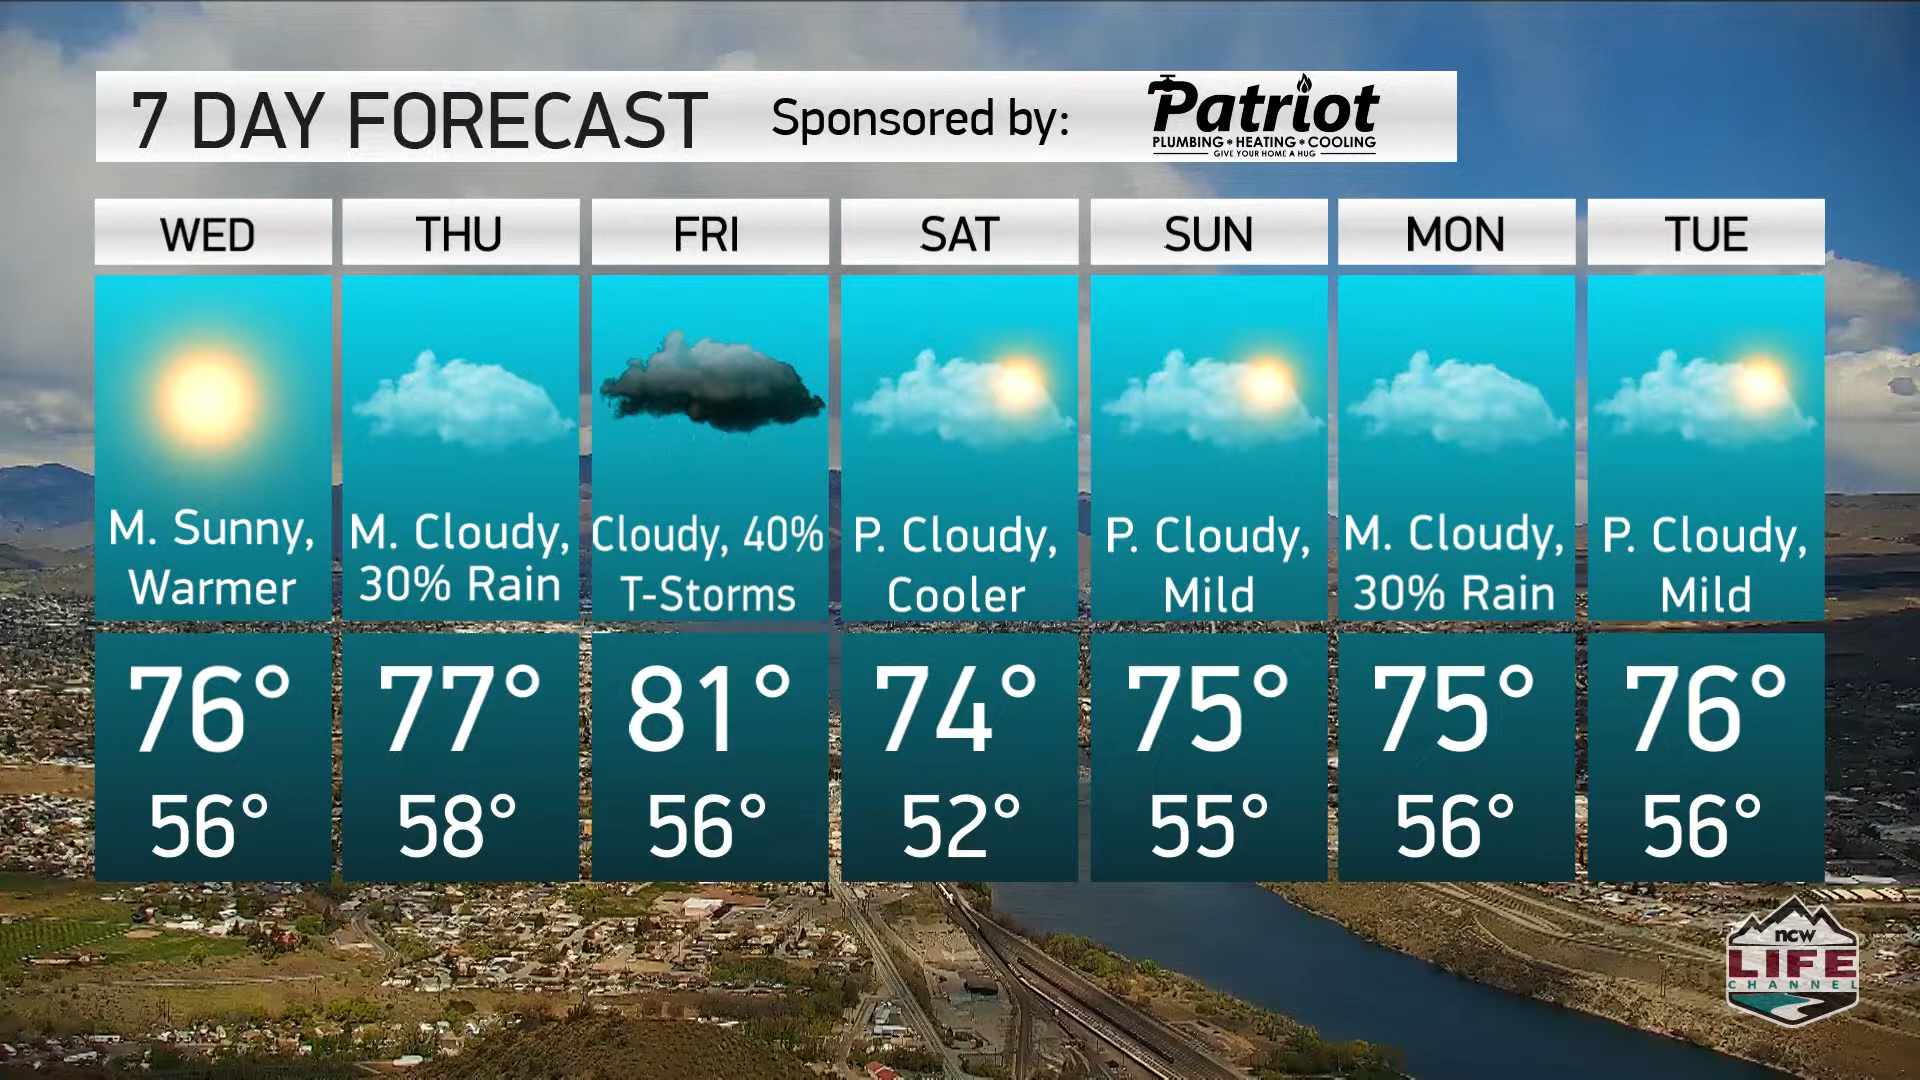 7 DAY FORECAST Sponsored by: Patriot
PLUMBING * HEATING * COOLING
GIVE YOUR HOME A HUG
WED THU FRI SAT SUN MON TUE
M. Sunny, M. Cloudy, Cloudy, 40% P. Cloudy, P. Cloudy, M. Cloudy, P. Cloudy,
Warmer 30% Rain T-Storms Cooler Mild 30% Rain Mild
76° 77° 81° 74° 75° 75° 76°
56° 58° 56° 52° 55° 56° 56°
ncw
LIFE
CHANNEL